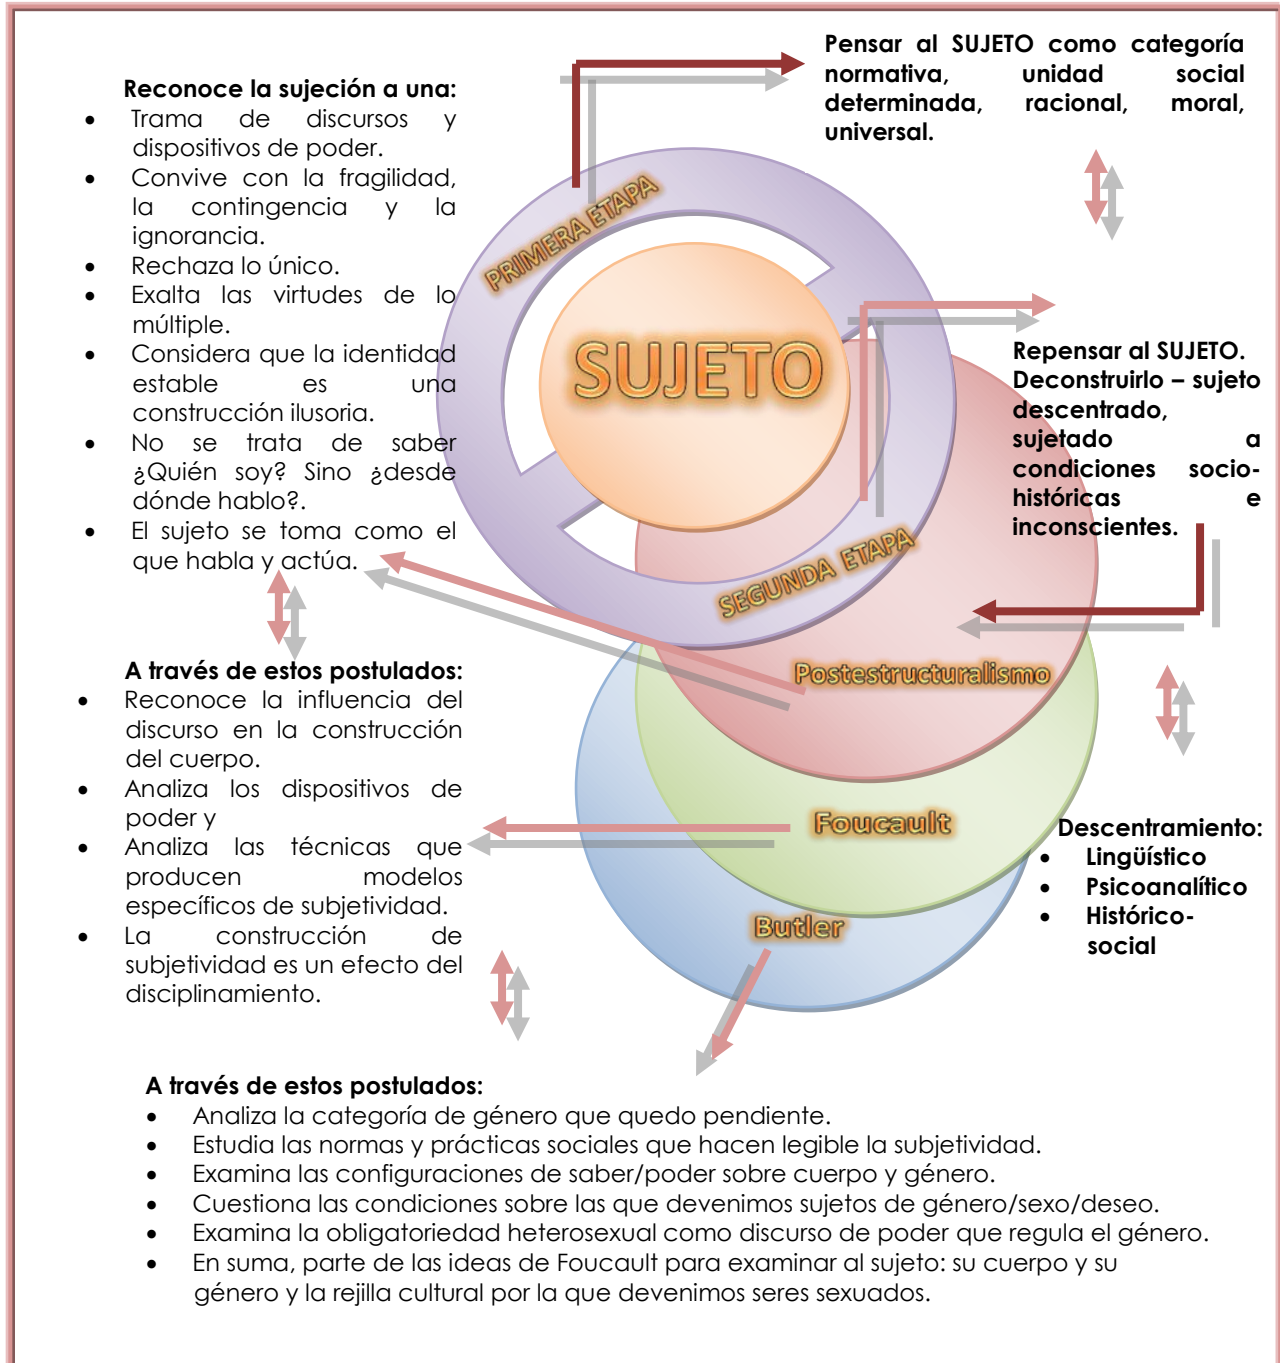 Pensar al SUJETO como categoría
normativa, unidad social
determinada, racional, moral,
universal.
Reconoce la sujeción a una:
• Trama de discursos y
dispositivos de poder.
• Convive con la fragilidad,
la contingencia y la
ignorancia.
• Rechaza lo único.
• Exalta las virtudes de lo
múltiple.
• Considera que la identidad
estable es una
construcción ilusoria.
• No se trata de saber
¿Quién soy? Sino ¿desde
dónde hablo?.
• El sujeto se toma como el
que habla y actúa.
PRIMERA ETAPA
SUJETO
SEGUNDA ETAPA
Repensar al SUJETO.
Deconstruirlo – sujeto
descentrado,
sujetado a
condiciones socio-
históricas e
inconscientes.
Postestructuralismo
Foucault
Butler
A través de estos postulados:
• Reconoce la influencia del
discurso en la construcción
del cuerpo.
• Analiza los dispositivos de
poder y
• Analiza las técnicas que
producen modelos
específicos de subjetividad.
• La construcción de
subjetividad es un efecto del
disciplinamiento.
Descentramiento:
• Lingüístico
• Psicoanalítico
• Histórico-
social
A través de estos postulados:
• Analiza la categoría de género que quedo pendiente.
• Estudia las normas y prácticas sociales que hacen legible la subjetividad.
• Examina las configuraciones de saber/poder sobre cuerpo y género.
• Cuestiona las condiciones sobre las que devenimos sujetos de género/sexo/deseo.
• Examina la obligatoriedad heterosexual como discurso de poder que regula el género.
• En suma, parte de las ideas de Foucault para examinar al sujeto: su cuerpo y su
género y la rejilla cultural por la que devenimos seres sexuados.